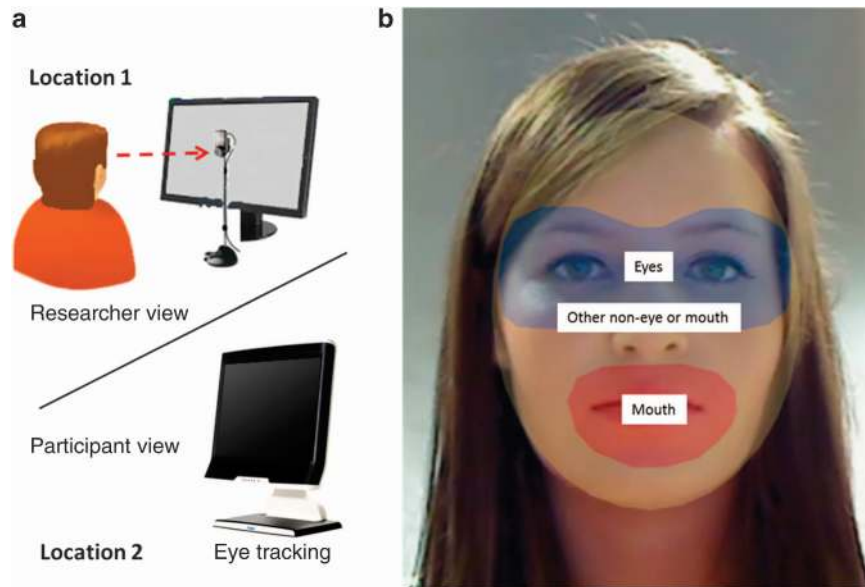 a
Location 1
Researcher view
Participant view
Location 2
Eye tracking
b
Eyes
Other non-eye or mouth
Mouth